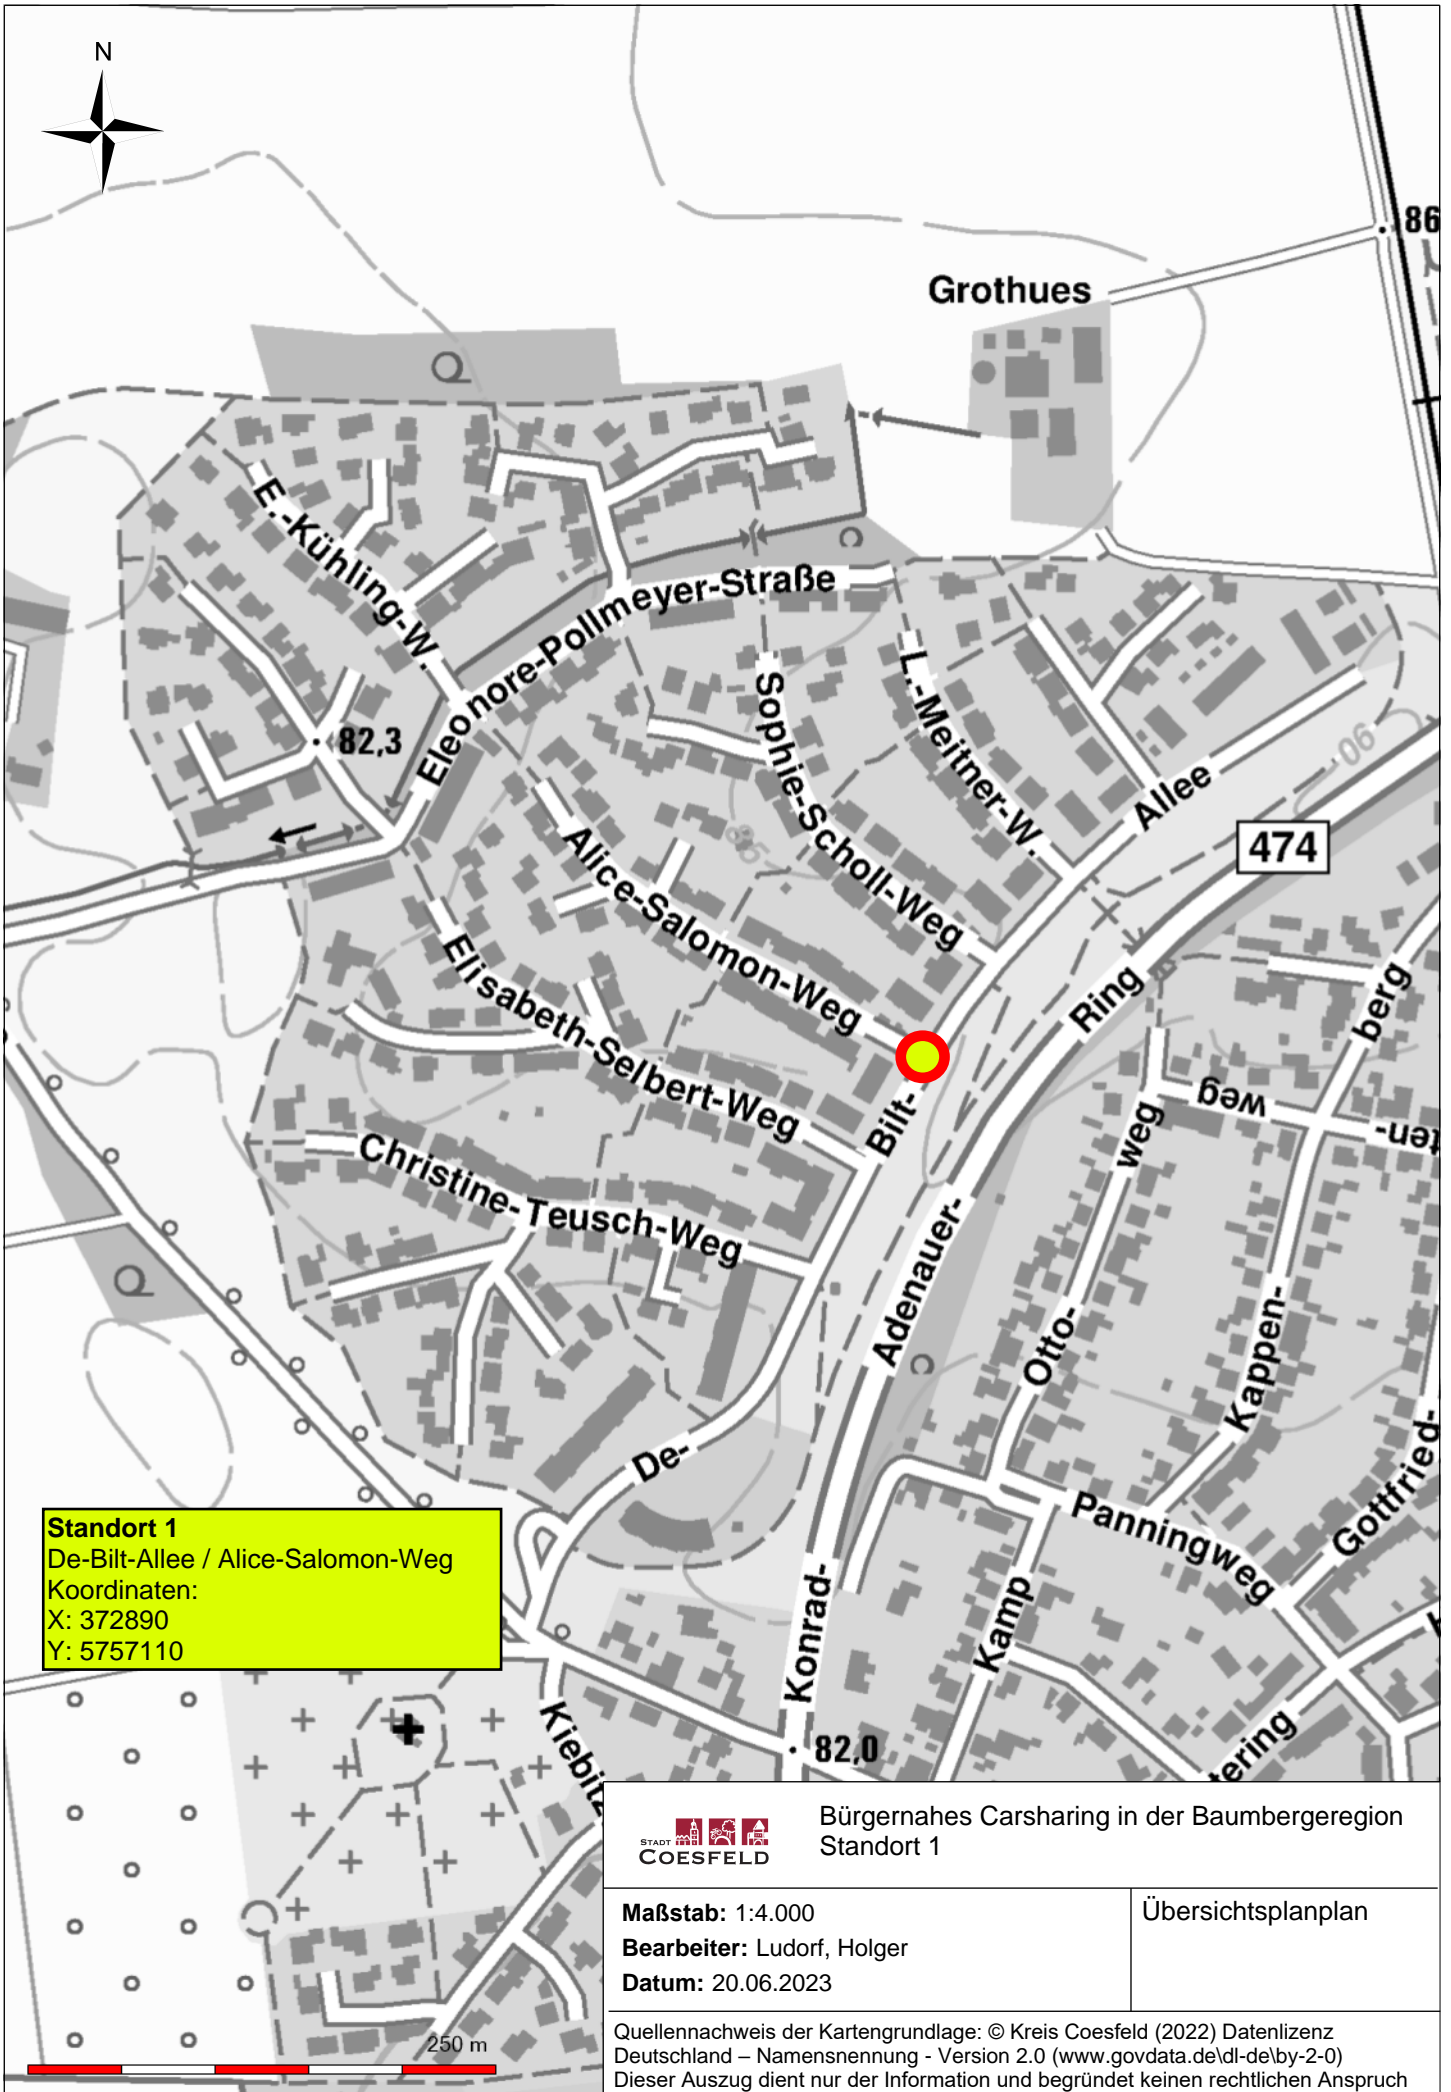 N
86
Grothues
E.-Kühling-W.
Eleonore-Pollmeyer-Straße
82,3
Sophie-Scholl-Weg
L.-Meitner-W.
Allee
90
474
85
Alice-Salomon-Weg
Elisabeth-Selbert-Weg
Ring
berg
weg
weg
ten-
Bilt-
Christine-Teusch-Weg
Adenauer-
Otto-
Kappen-
De-
Gottfried-
Panningweg
Konrad-
Kamp
Standort 1
De-Bilt-Allee / Alice-Salomon-Weg
Koordinaten:
X: 372890
Y: 5757110
Kiebitz
82,0
tering
STADT
COESFELD
Bürgernahes Carsharing in der Baumbergeregion
Standort 1
Maßstab: 1:4.000
Bearbeiter: Ludorf, Holger
Datum: 20.06.2023
Übersichtsplanplan
250 m
Quellennachweis der Kartengrundlage: © Kreis Coesfeld (2022) Datenlizenz
Deutschland – Namensnennung - Version 2.0 (www.govdata.de\dl-de\by-2-0)
Dieser Auszug dient nur der Information und begründet keinen rechtlichen Anspruch